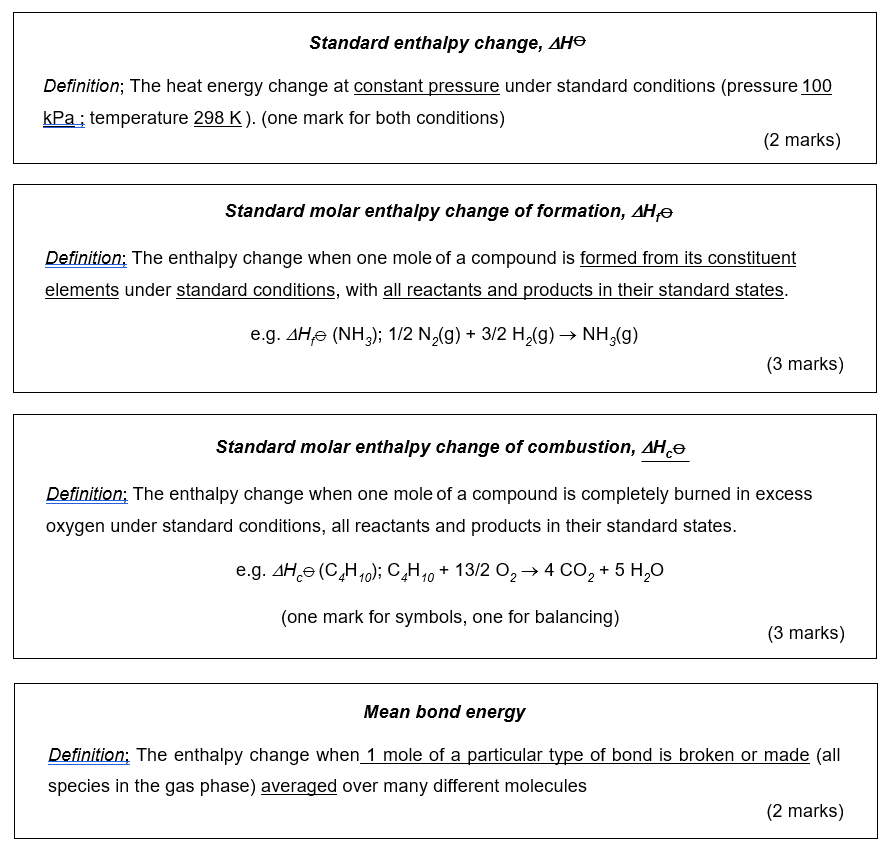 Standard enthalpy change, ΔH⊖
Definition; The heat energy change at constant pressure under standard conditions (pressure 100
kPa ; temperature 298 K ). (one mark for both conditions)
(2 marks)
Standard molar enthalpy change of formation, ΔHf⊖
Definition; The enthalpy change when one mole of a compound is formed from its constituent
elements under standard conditions, with all reactants and products in their standard states.
e.g. ΔHf⊖ (NH3); 1/2 N2(g) + 3/2 H2(g) → NH3(g)
(3 marks)
Standard molar enthalpy change of combustion, ΔHc⊖
Definition; The enthalpy change when one mole of a compound is completely burned in excess
oxygen under standard conditions, all reactants and products in their standard states.
e.g. ΔHc⊖ (C4H10); C4H10 + 13/2 O2 → 4 CO2 + 5 H2O
(one mark for symbols, one for balancing)
(3 marks)
Mean bond energy
Definition; The enthalpy change when 1 mole of a particular type of bond is broken or made (all
species in the gas phase) averaged over many different molecules
(2 marks)